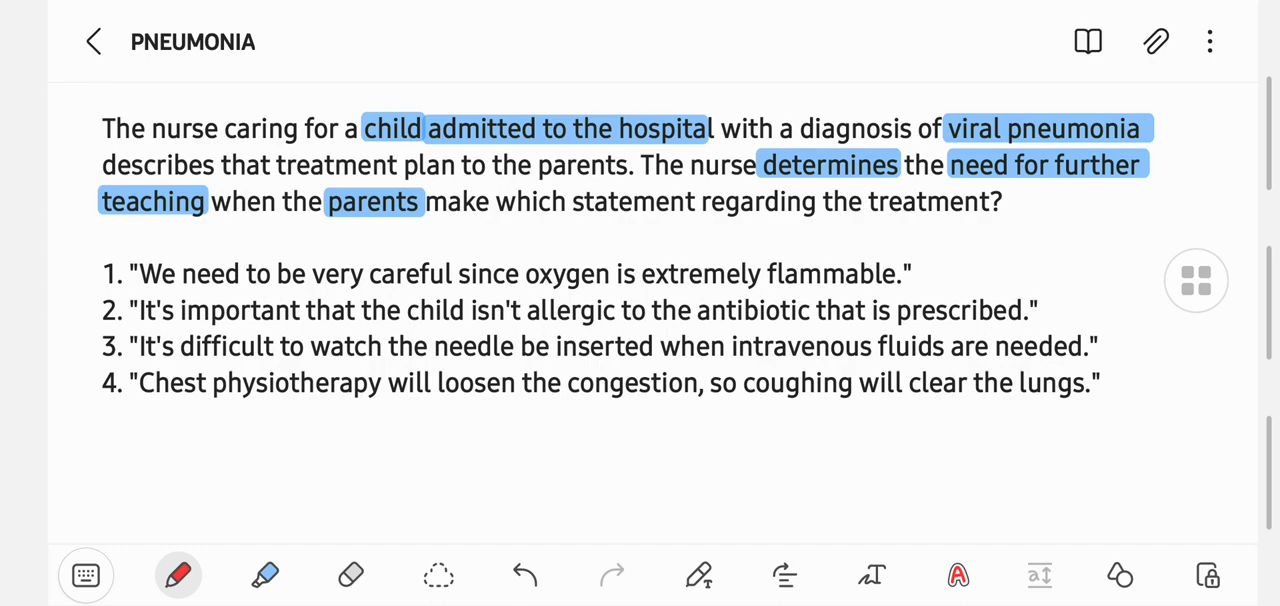 PNEUMONIA
The nurse caring for a child admitted to the hospital with a diagnosis of viral pneumonia
describes that treatment plan to the parents. The nurse determines the need for further
teaching when the parents make which statement regarding the treatment?
1. "We need to be very careful since oxygen is extremely flammable."
2. "It's important that the child isn't allergic to the antibiotic that is prescribed."
3. "It's difficult to watch the needle be inserted when intravenous fluids are needed."
4. "Chest physiotherapy will loosen the congestion, so coughing will clear the lungs."